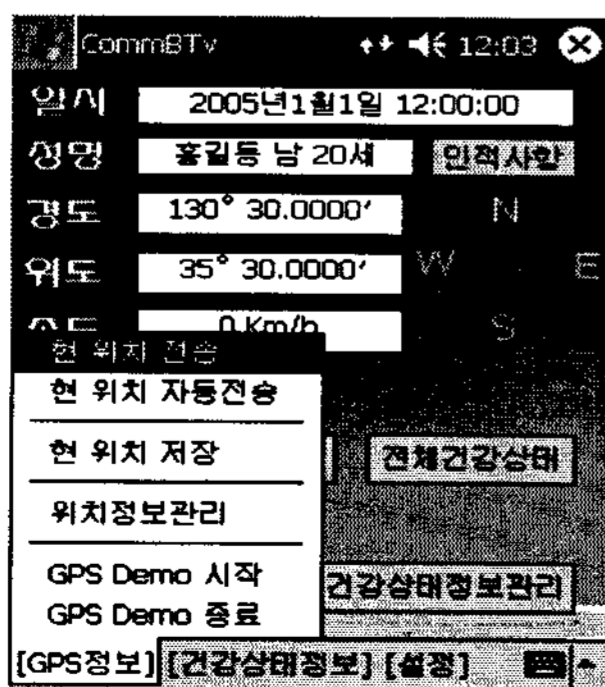 CommBTv 12:03
일시 2005년1월1일 12:00:00
성명 홍길동 남 20세 인적사항
경도 130° 30.0000′ N
위도 35° 30.0000′ W E
속도 0 Km/h S
현 위치 전송
현 위치 자동전송
현 위치 저장 전체건강상태
위치정보관리
GPS Demo 시작 건강상태정보관리
GPS Demo 종료
[GPS정보] [건강상태정보] [설정]